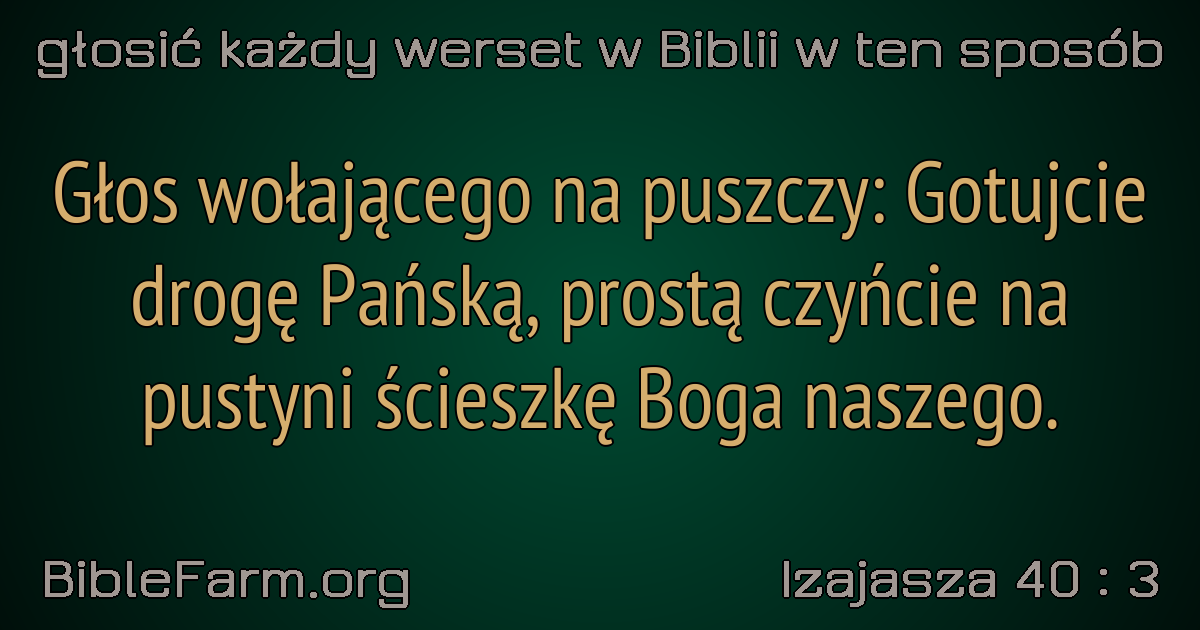 głosić każdy werset w Biblii w ten sposób
Głos wołającego na puszczy: Gotujcie
drogę Pańską, prostą czyńcie na
pustyni ścieszkę Boga naszego.
BibleFarm.org
Izajasza 40 : 3